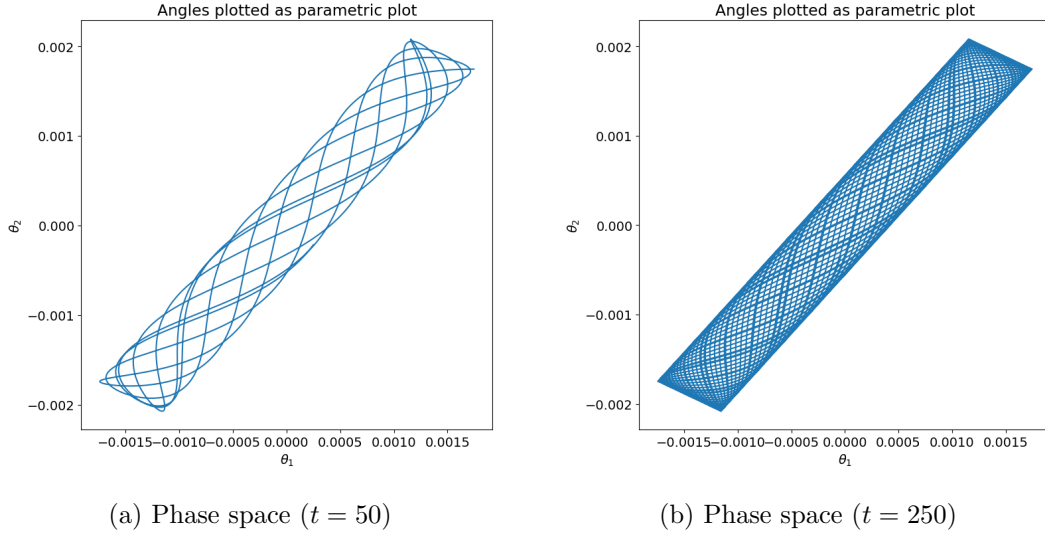 Angles plotted as parametric plot
0.002
0.001
0.000
−0.001
−0.002
θ2
−0.0015−0.0010−0.0005 0.0000 0.0005 0.0010 0.0015
θ1
(a) Phase space (t = 50)
Angles plotted as parametric plot
0.002
0.001
0.000
−0.001
−0.002
θ2
−0.0015−0.0010−0.0005 0.0000 0.0005 0.0010 0.0015
θ1
(b) Phase space (t = 250)